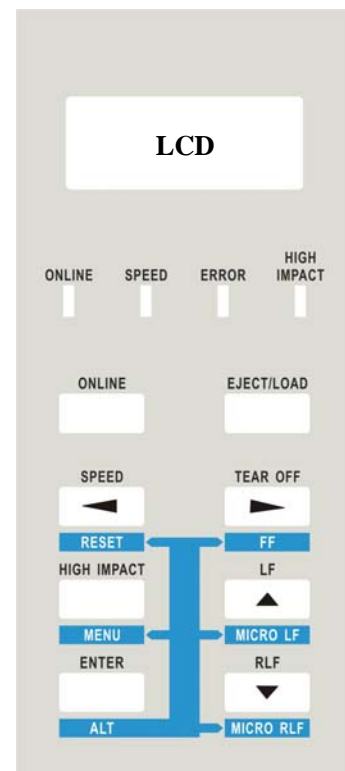 LCD
HIGH
ONLINE SPEED ERROR IMPACT
ONLINE EJECT/LOAD
SPEED TEAR OFF
RESET FF
HIGH IMPACT LF
MENU MICRO LF
ENTER RLF
ALT MICRO RLF